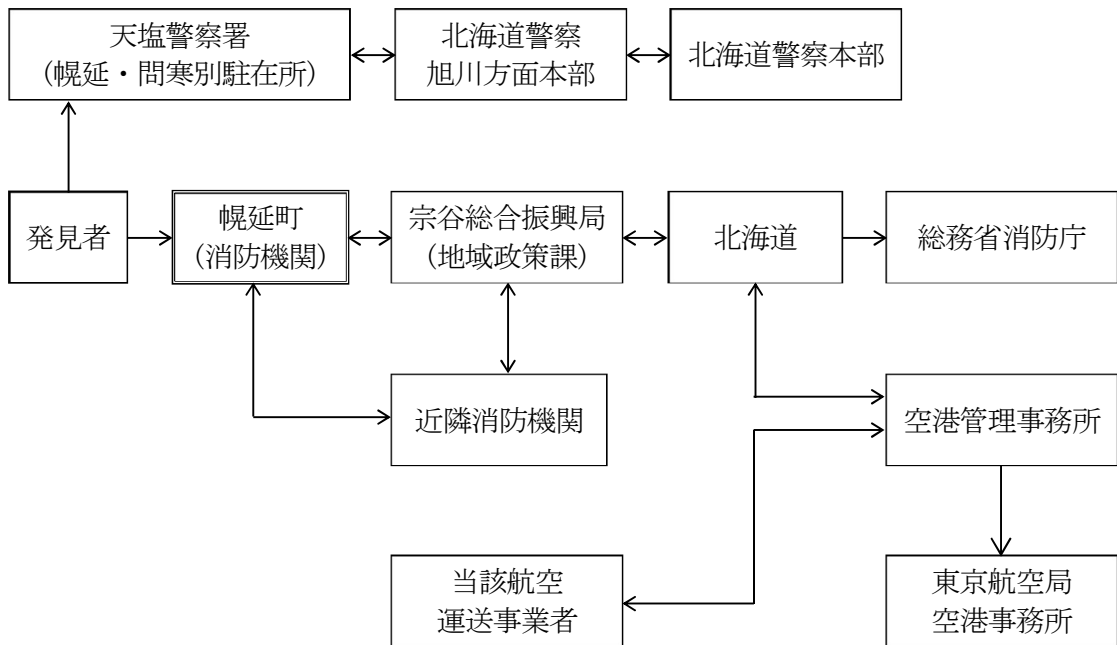 天塩警察署
(幌延・問寒別駐在所)
北海道警察
旭川方面本部
北海道警察本部
発見者
幌延町
(消防機関)
宗谷総合振興局
(地域政策課)
北海道
総務省消防庁
近隣消防機関
空港管理事務所
当該航空
運送事業者
東京航空局
空港事務所